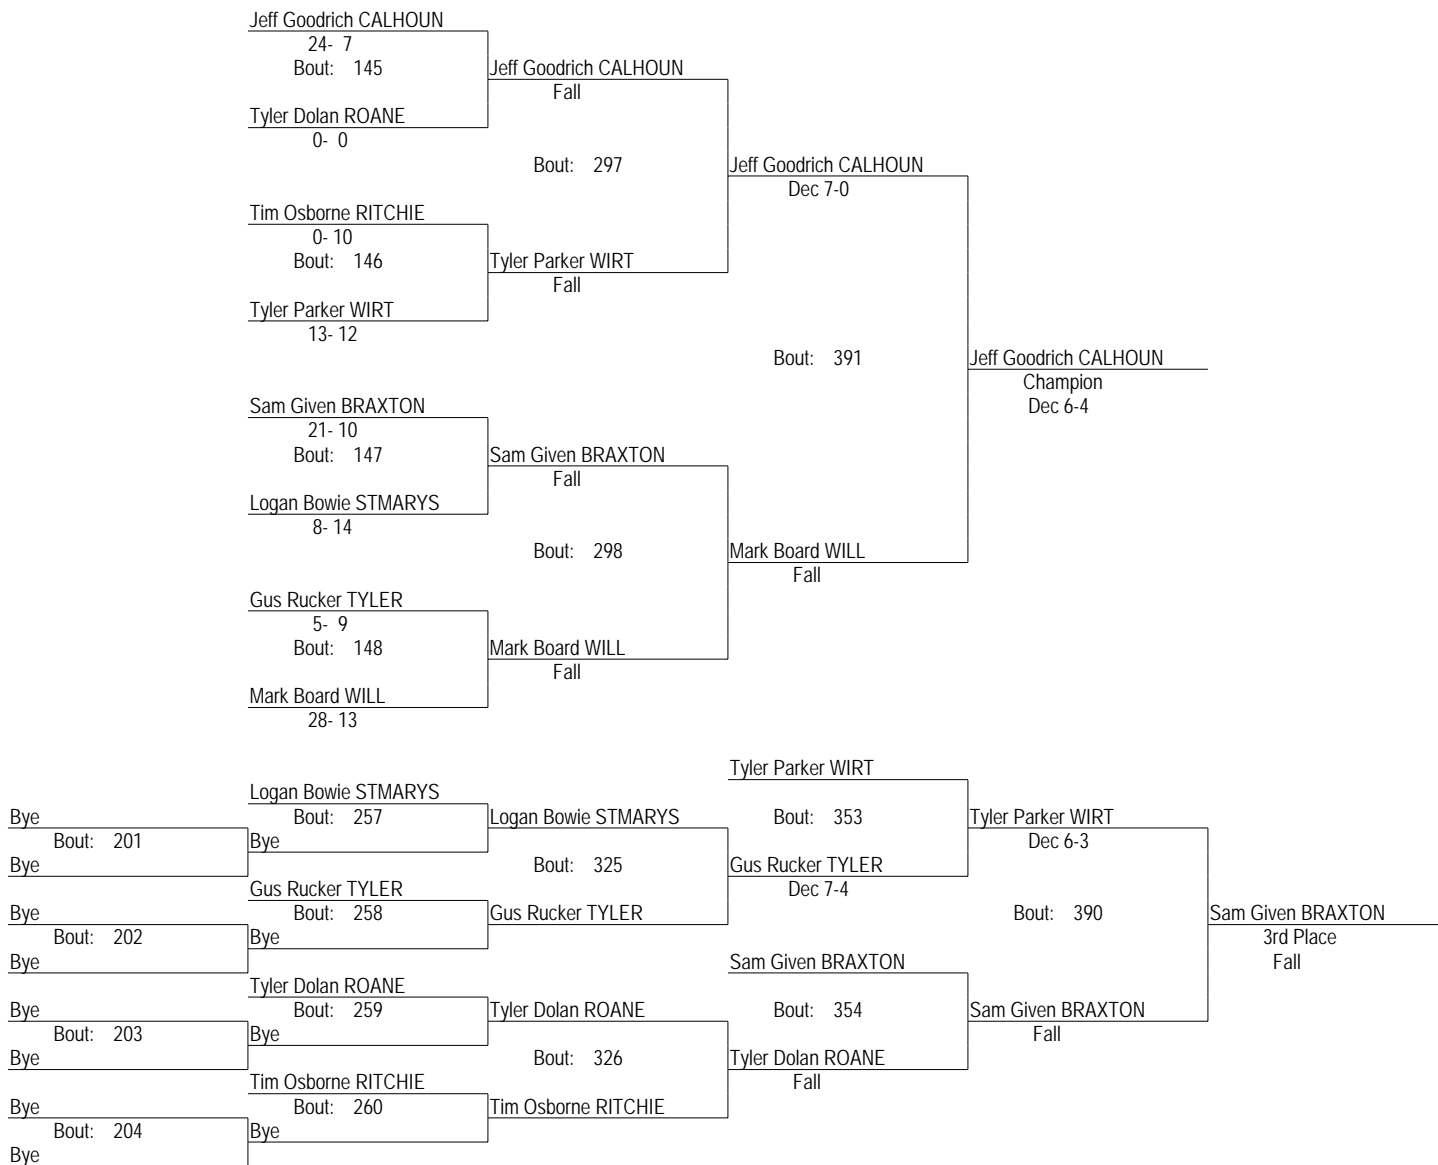 Jeff Goodrich CALHOUN
24- 7
Bout: 145
Jeff Goodrich CALHOUN
Fall
Tyler Dolan ROANE
0- 0
Bout: 297
Jeff Goodrich CALHOUN
Dec 7-0
Tim Osborne RITCHIE
0- 10
Bout: 146
Tyler Parker WIRT
Fall
Tyler Parker WIRT
13- 12
Bout: 391
Jeff Goodrich CALHOUN
Champion
Dec 6-4
Sam Given BRAXTON
21- 10
Bout: 147
Sam Given BRAXTON
Fall
Logan Bowie STMARYS
8- 14
Bout: 298
Mark Board WILL
Fall
Gus Rucker TYLER
5- 9
Bout: 148
Mark Board WILL
Fall
Mark Board WILL
28- 13
Tyler Parker WIRT
Logan Bowie STMARYS
Bye
Bout: 257
Logan Bowie STMARYS
Bout: 353
Tyler Parker WIRT
Bout: 201
Bye
Dec 6-3
Bye
Bout: 325
Gus Rucker TYLER
Dec 7-4
Gus Rucker TYLER
Bye
Bout: 258
Gus Rucker TYLER
Bout: 390
Sam Given BRAXTON
Bout: 202
Bye
3rd Place
Bye
Sam Given BRAXTON
Fall
Tyler Dolan ROANE
Bye
Bout: 259
Tyler Dolan ROANE
Bout: 354
Sam Given BRAXTON
Bout: 203
Bye
Fall
Bye
Bout: 326
Tyler Dolan ROANE
Fall
Tim Osborne RITCHIE
Bye
Bout: 260
Tim Osborne RITCHIE
Bout: 204
Bye
Bye